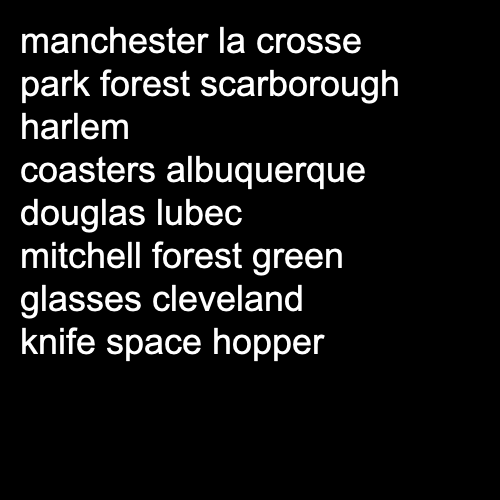 manchester la crosse
park forest scarborough
harlem
coasters albuquerque
douglas lubec
mitchell forest green
glasses cleveland
knife space hopper